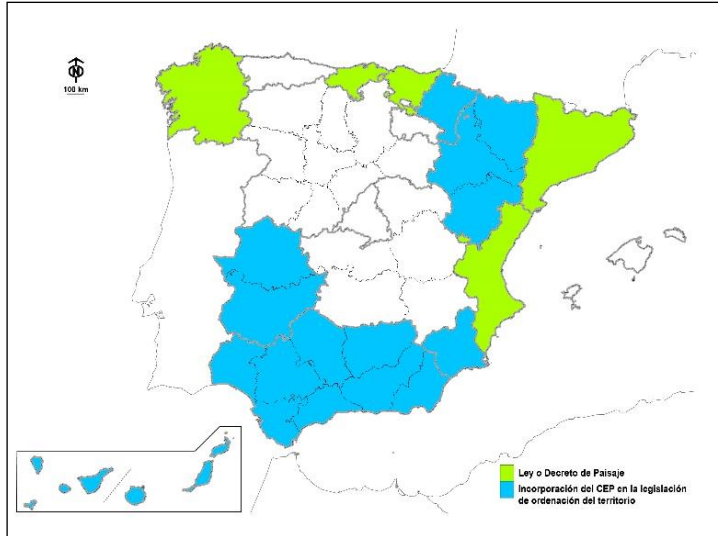 N
100 km
Ley o Decreto de Paisaje
Incorporación del CEP en la legislación
de ordenación del territorio